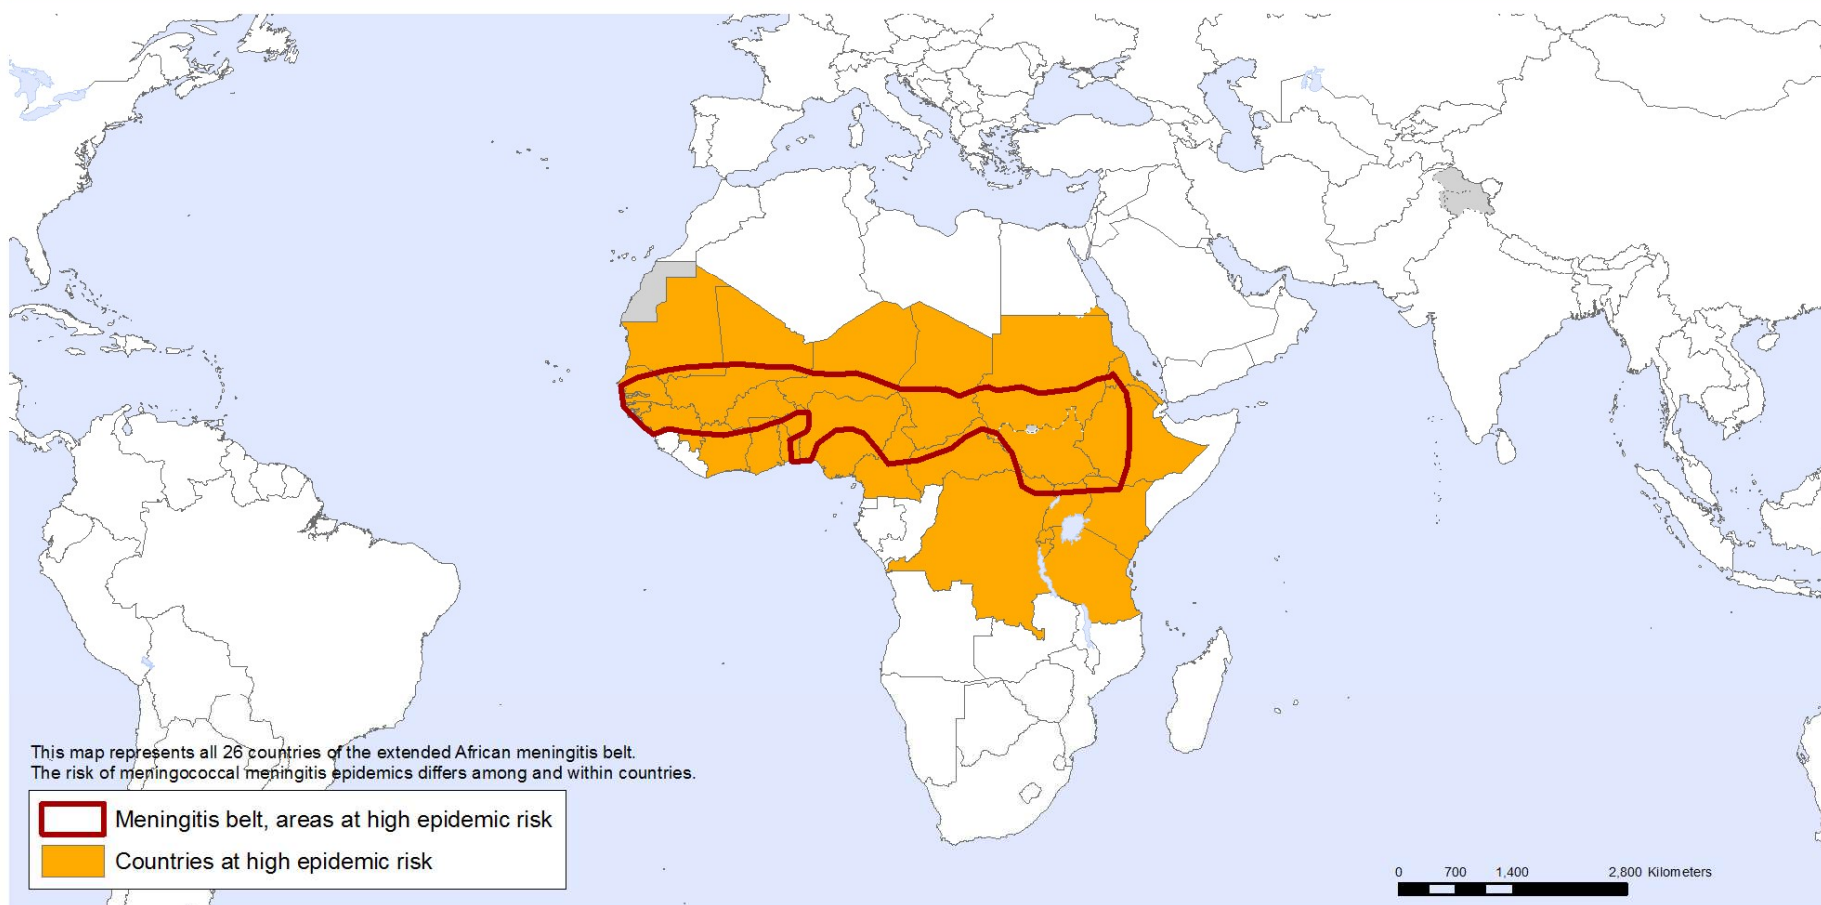 This map represents all 26 countries of the extended African meningitis belt.
The risk of meningococcal meningitis epidemics differs among and within countries.
Meningitis belt, areas at high epidemic risk
Countries at high epidemic risk
0 700 1,400 2,800 Kilometers